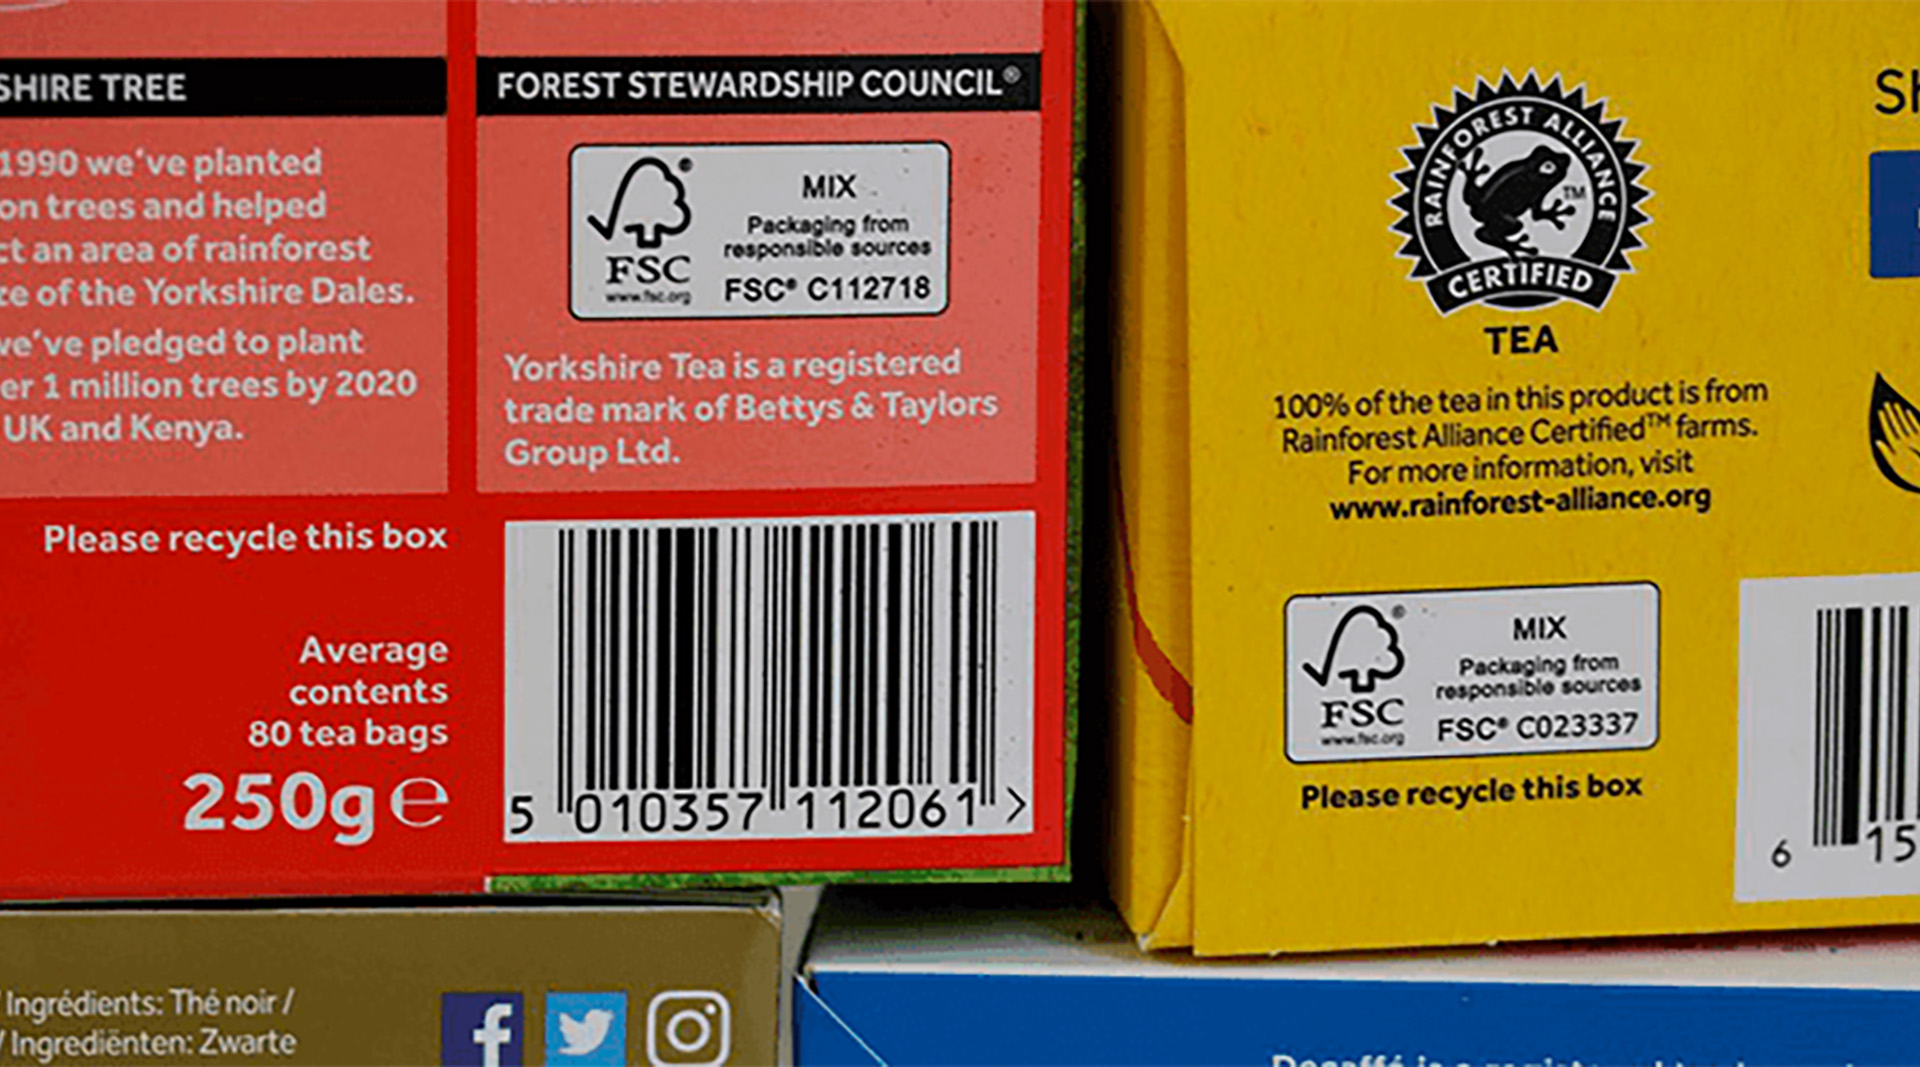 SHIRE TREE
1990 we've planted
on trees and helped
ct an area of rainforest
ze of the Yorkshire Dales.
we've pledged to plant
er 1 million trees by 2020
UK and Kenya.
Please recycle this box
Average
contents
80 tea bags
250g e
FOREST STEWARDSHIP COUNCIL®
®
FSC
www.fsc.org
MIX
Packaging from
responsible sources
FSC® C112718
Yorkshire Tea is a registered
trade mark of Bettys & Taylors
Group Ltd.
5 010357 112061 >
RAINFOREST ALLIANCE
TM
CERTIFIED
TEA
100% of the tea in this product is from
Rainforest Alliance Certified™ farms.
For more information, visit
www.rainforest-alliance.org
®
FSC
www.fsc.org
MIX
Packaging from
responsible sources
FSC® C023337
Please recycle this box
Sh
6 15
/ Ingrédients: Thé noir /
/ Ingrediënten: Zwarte
f